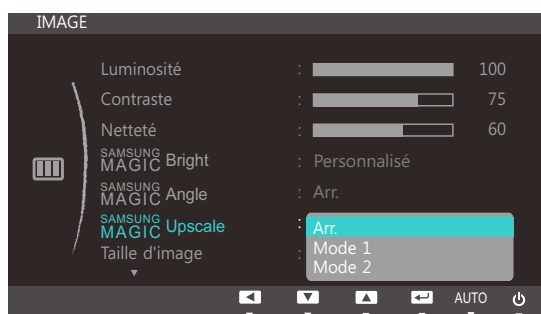 IMAGE
Luminosité : 100
Contraste : 75
Netteté : 60
SAMSUNG MAGIC Bright : Personnalisé
SAMSUNG MAGIC Angle : Arr.
SAMSUNG MAGIC Upscale : Arr.
Mode 1
Taille d'image : Mode 2
AUTO